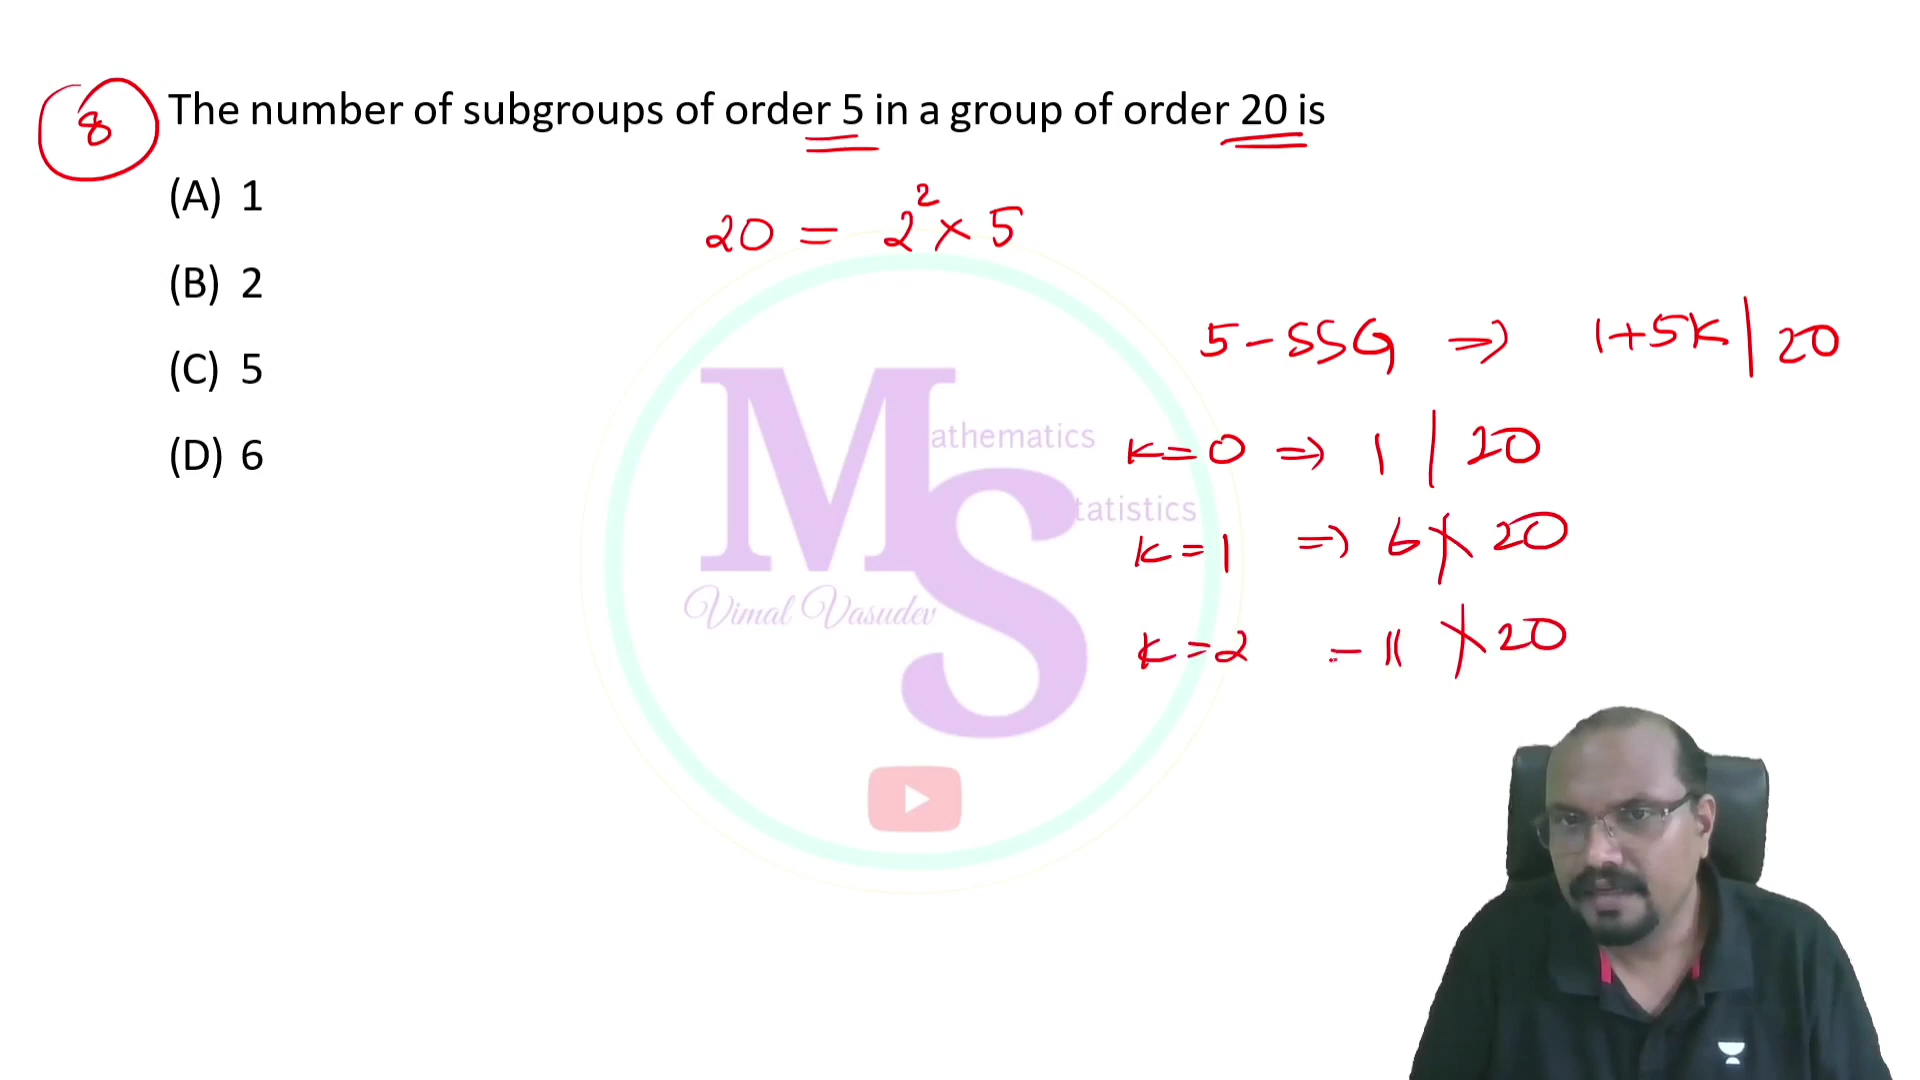 8 The number of subgroups of order 5 in a group of order 20 is
(A) 1
20 = 2² × 5
(B) 2
5-SSG ⇒ 1+5k | 20
(C) 5
athematics
k=0 ⇒ 1 | 20
(D) 6
M
S
tatistics
k=1 ⇒ 6 ∤ 20
Vimal Vasudev
k=2 - 11 ∤ 20